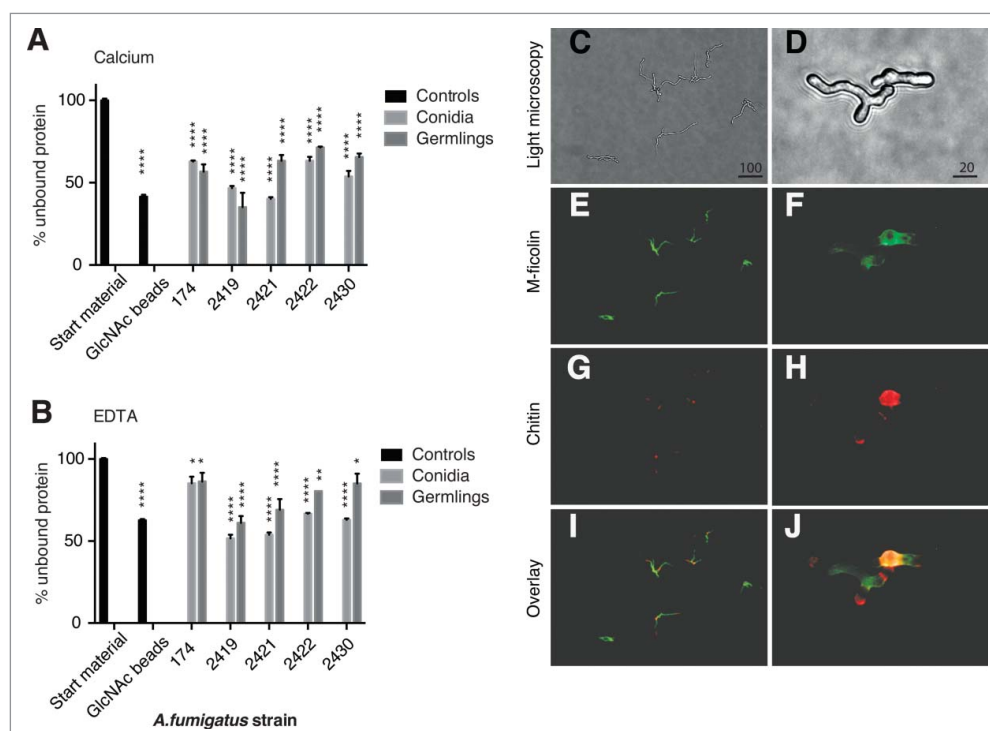 A
Calcium
% unbound protein
100
50
0
****
****
****
****
****
****
****
****
****
****
****
Controls
Conidia
Germlings
Start material
GlcNAc beads
174
2419
2421
2422
2430
B
EDTA
% unbound protein
100
50
0
****
*
*
****
****
****
****
****
**
****
*
Controls
Conidia
Germlings
Start material
GlcNAc beads
174
2419
2421
2422
2430
A.fumigatus strain
Light microscopy
C
100
D
20
M-ficolin
E
F
Chitin
G
H
Overlay
I
J